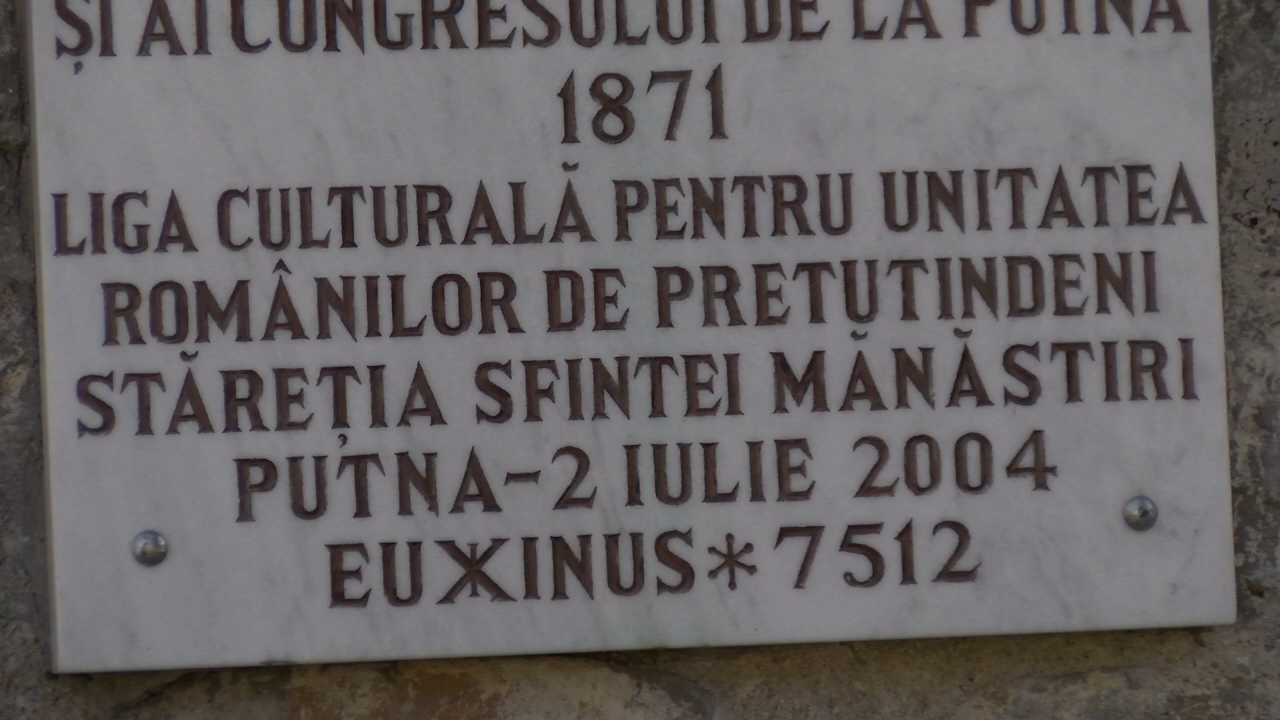 ȘI AI CONGRESULUI DE LA PUTNA
1871
LIGA CULTURALĂ PENTRU UNITATEA
ROMÂNILOR DE PRETUTINDENI
STĂREȚIA SFINTEI MĂNĂSTIRI
PUTNA-2 IULIE 2004
EUXINUS*7512